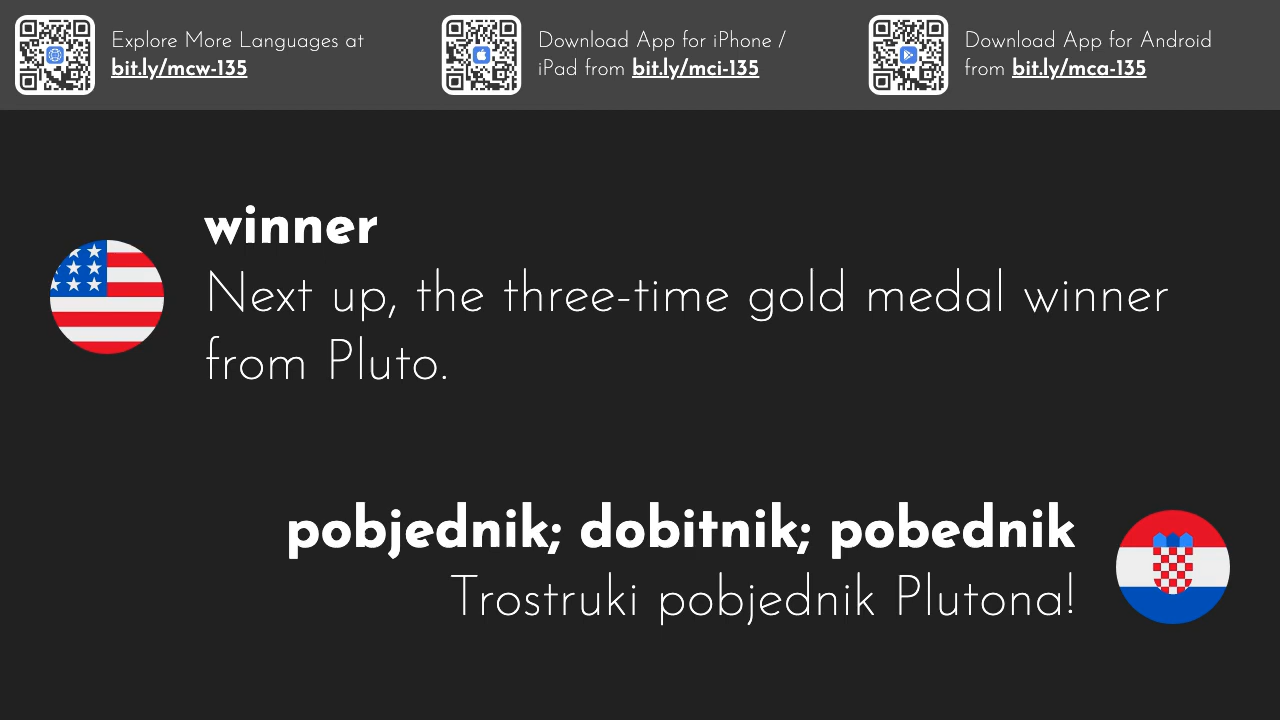 Explore More Languages at
bit.ly/mcw-135
Download App for iPhone /
iPad from bit.ly/mci-135
Download App for Android
from bit.ly/mca-135
winner
Next up, the three-time gold medal winner
from Pluto.
pobjednik; dobitnik; pobednik
Trostruki pobjednik Plutona!